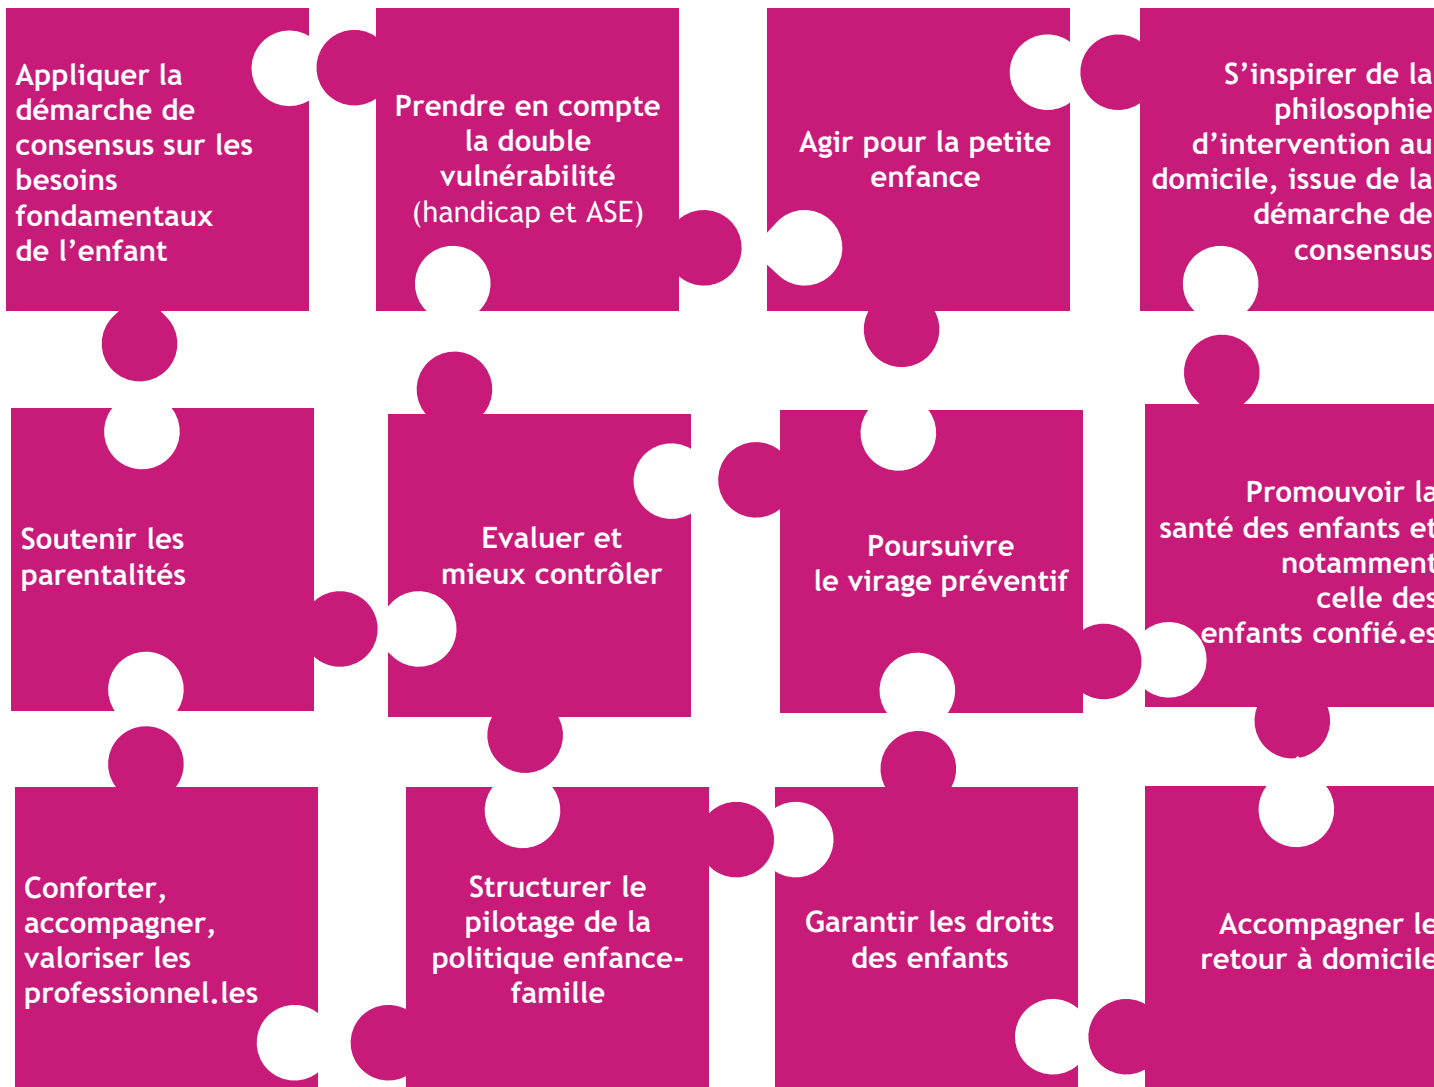 Appliquer la
démarche de
consensus sur les
besoins
fondamentaux
de l’enfant
Prendre en compte
la double
vulnérabilité
(handicap et ASE)
Agir pour la petite
enfance
S’inspirer de la
philosophie
d’intervention au
domicile, issue de la
démarche de
consensus
Soutenir les
parentalités
Evaluer et
mieux contrôler
Poursuivre
le virage préventif
Promouvoir la
santé des enfants et
notamment
celle des
enfants confié.es
Conforter,
accompagner,
valoriser les
professionnel.les
Structurer le
pilotage de la
politique enfance-
famille
Garantir les droits
des enfants
Accompagner le
retour à domicile